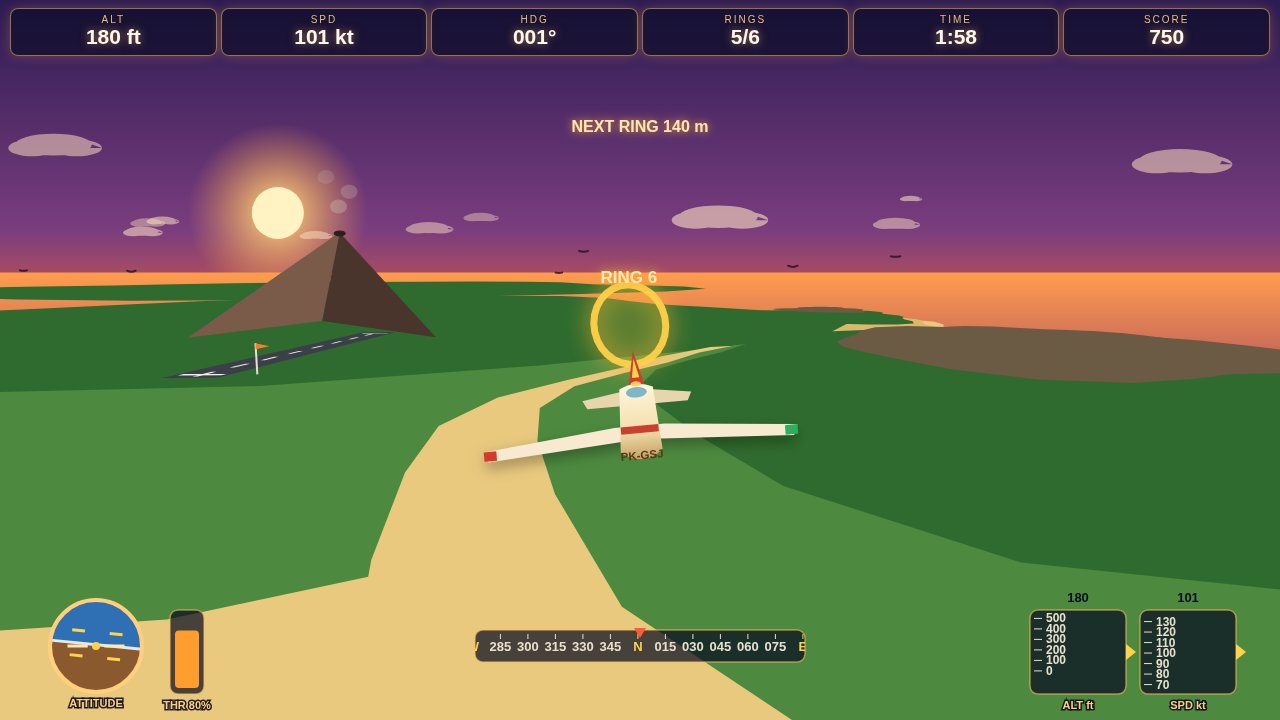 ALT
180 ft
SPD
101 kt
HDG
001°
RINGS
5/6
TIME
1:58
SCORE
750
NEXT RING 140 m
RING 6
PK-GSJ
285 300 315 330 345 N 015 030 045 060 075 E
ATTITUDE
THR 80%
180
500
400
300
200
100
0
ALT ft
101
130
120
110
100
90
80
70
SPD kt